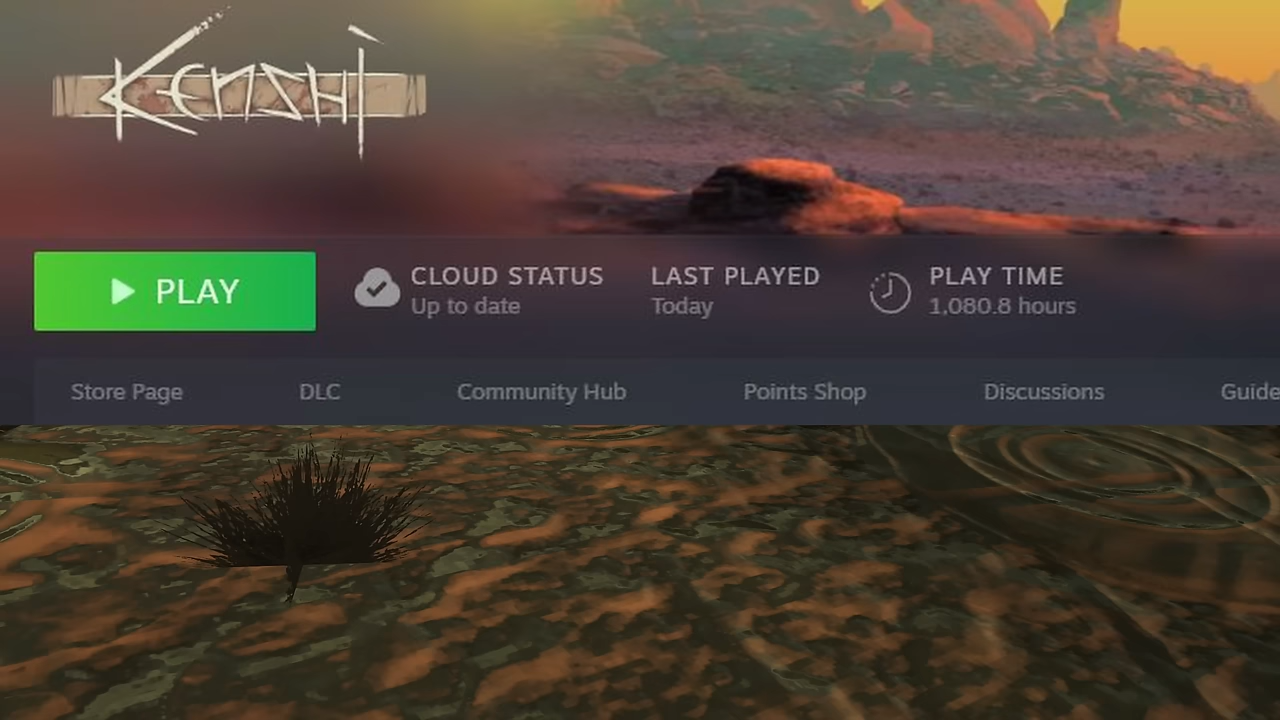 KENSHI
PLAY
CLOUD STATUS
Up to date
LAST PLAYED
Today
PLAY TIME
1,080.8 hours
Store Page
DLC
Community Hub
Points Shop
Discussions
Guide